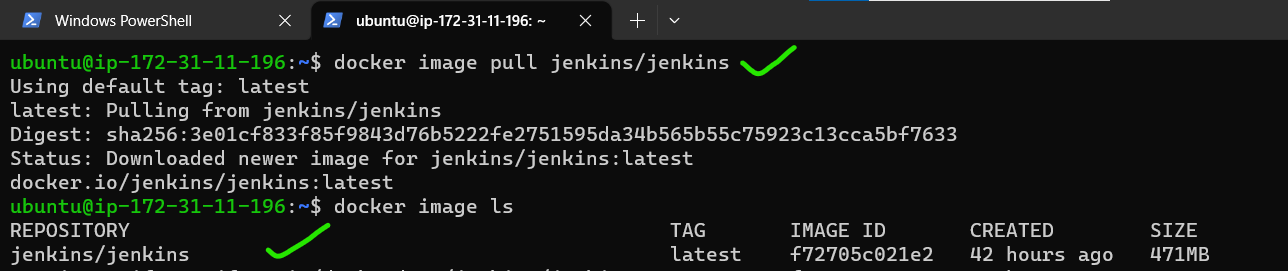 Windows PowerShell
ubuntu@ip-172-31-11-196: ~
ubuntu@ip-172-31-11-196:~$ docker image pull jenkins/jenkins
Using default tag: latest
latest: Pulling from jenkins/jenkins
Digest: sha256:3e01cf833f85f9843d76b5222fe2751595da34b565b55c75923c13cca5bf7633
Status: Downloaded newer image for jenkins/jenkins:latest
docker.io/jenkins/jenkins:latest
ubuntu@ip-172-31-11-196:~$ docker image ls
REPOSITORY TAG IMAGE ID CREATED SIZE
jenkins/jenkins latest f72705c021e2 42 hours ago 471MB